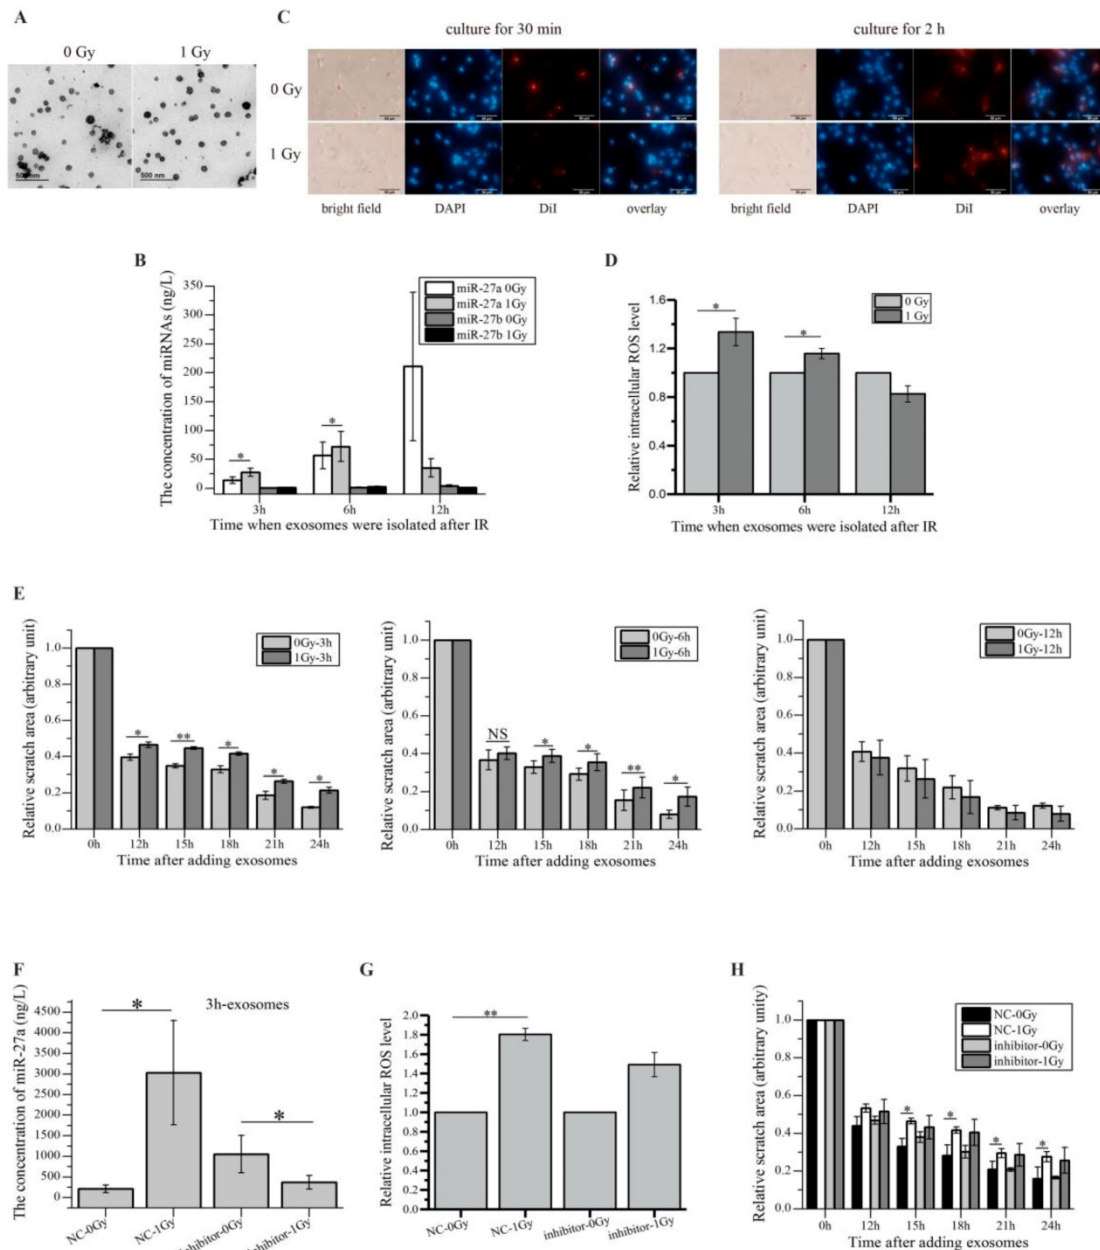 A
0 Gy
1 Gy
500 nm
500 nm
C
culture for 30 min
culture for 2 h
0 Gy
1 Gy
bright field
DAPI
DiI
overlay
bright field
DAPI
DiI
overlay
B
The concentration of miRNAs (ng/L)
350
300
250
200
150
100
50
0
miR-27a 0Gy
miR-27a 1Gy
miR-27b 0Gy
miR-27b 1Gy
*
*
3h
6h
12h
Time when exosomes were isolated after IR
D
Relative intracellular ROS level
1.6
1.2
0.8
0.4
0.0
0 Gy
1 Gy
*
*
3h
6h
12h
Time when exosomes were isolated after IR
E
Relative scratch area (arbitrary unit)
1.0
0.8
0.6
0.4
0.2
0.0
0Gy-3h
1Gy-3h
*
**
*
*
*
0h
12h
15h
18h
21h
24h
Time after adding exosomes
Relative scratch area (arbitrary unit)
1.0
0.8
0.6
0.4
0.2
0.0
0Gy-6h
1Gy-6h
NS
*
*
**
*
0h
12h
15h
18h
21h
24h
Time after adding exosomes
Relative scratch area (arbitrary unit)
1.0
0.8
0.6
0.4
0.2
0.0
0Gy-12h
1Gy-12h
0h
12h
15h
18h
21h
24h
Time after adding exosomes
F
The concentration of miR-27a (ng/L)
4500
4000
3500
3000
2500
2000
1500
1000
500
0
3h-exosomes
*
*
NC-0Gy
NC-1Gy
inhibitor-0Gy
inhibitor-1Gy
G
Relative intracellular ROS level
2.0
1.8
1.6
1.4
1.2
1.0
0.8
0.6
0.4
0.2
0.0
**
NC-0Gy
NC-1Gy
inhibitor-0Gy
inhibitor-1Gy
H
Relative scratch area (arbitrary unity)
1.0
0.8
0.6
0.4
0.2
0.0
NC-0Gy
NC-1Gy
inhibitor-0Gy
inhibitor-1Gy
*
*
*
*
0h
12h
15h
18h
21h
24h
Time after adding exosomes